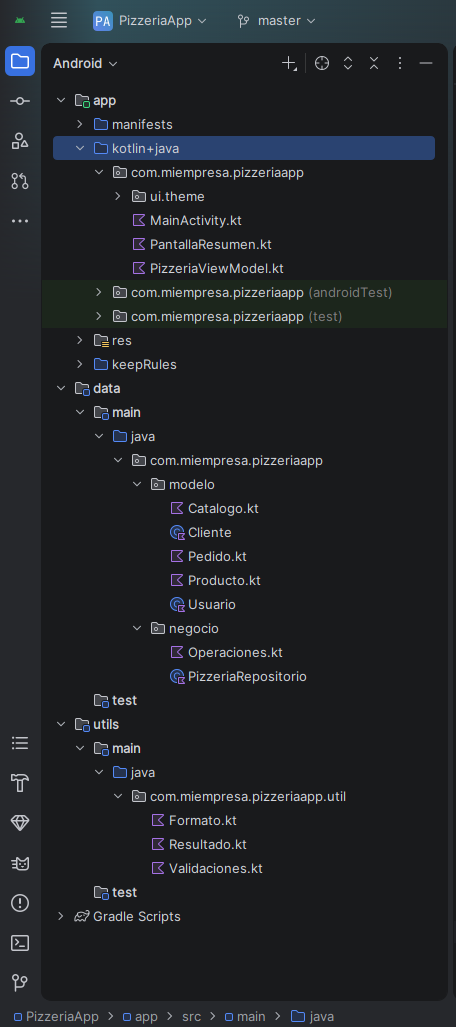 PA PizzeriaApp master
Android
app
manifests
kotlin+java
com.miempresa.pizzeriaapp
ui.theme
MainActivity.kt
PantallaResumen.kt
PizzeriaViewModel.kt
com.miempresa.pizzeriaapp (androidTest)
com.miempresa.pizzeriaapp (test)
res
keepRules
data
main
java
com.miempresa.pizzeriaapp
modelo
Catalogo.kt
Cliente
Pedido.kt
Producto.kt
Usuario
negocio
Operaciones.kt
PizzeriaRepositorio
test
utils
main
java
com.miempresa.pizzeriaapp.util
Formato.kt
Resultado.kt
Validaciones.kt
test
Gradle Scripts
PizzeriaApp > app > src > main > java